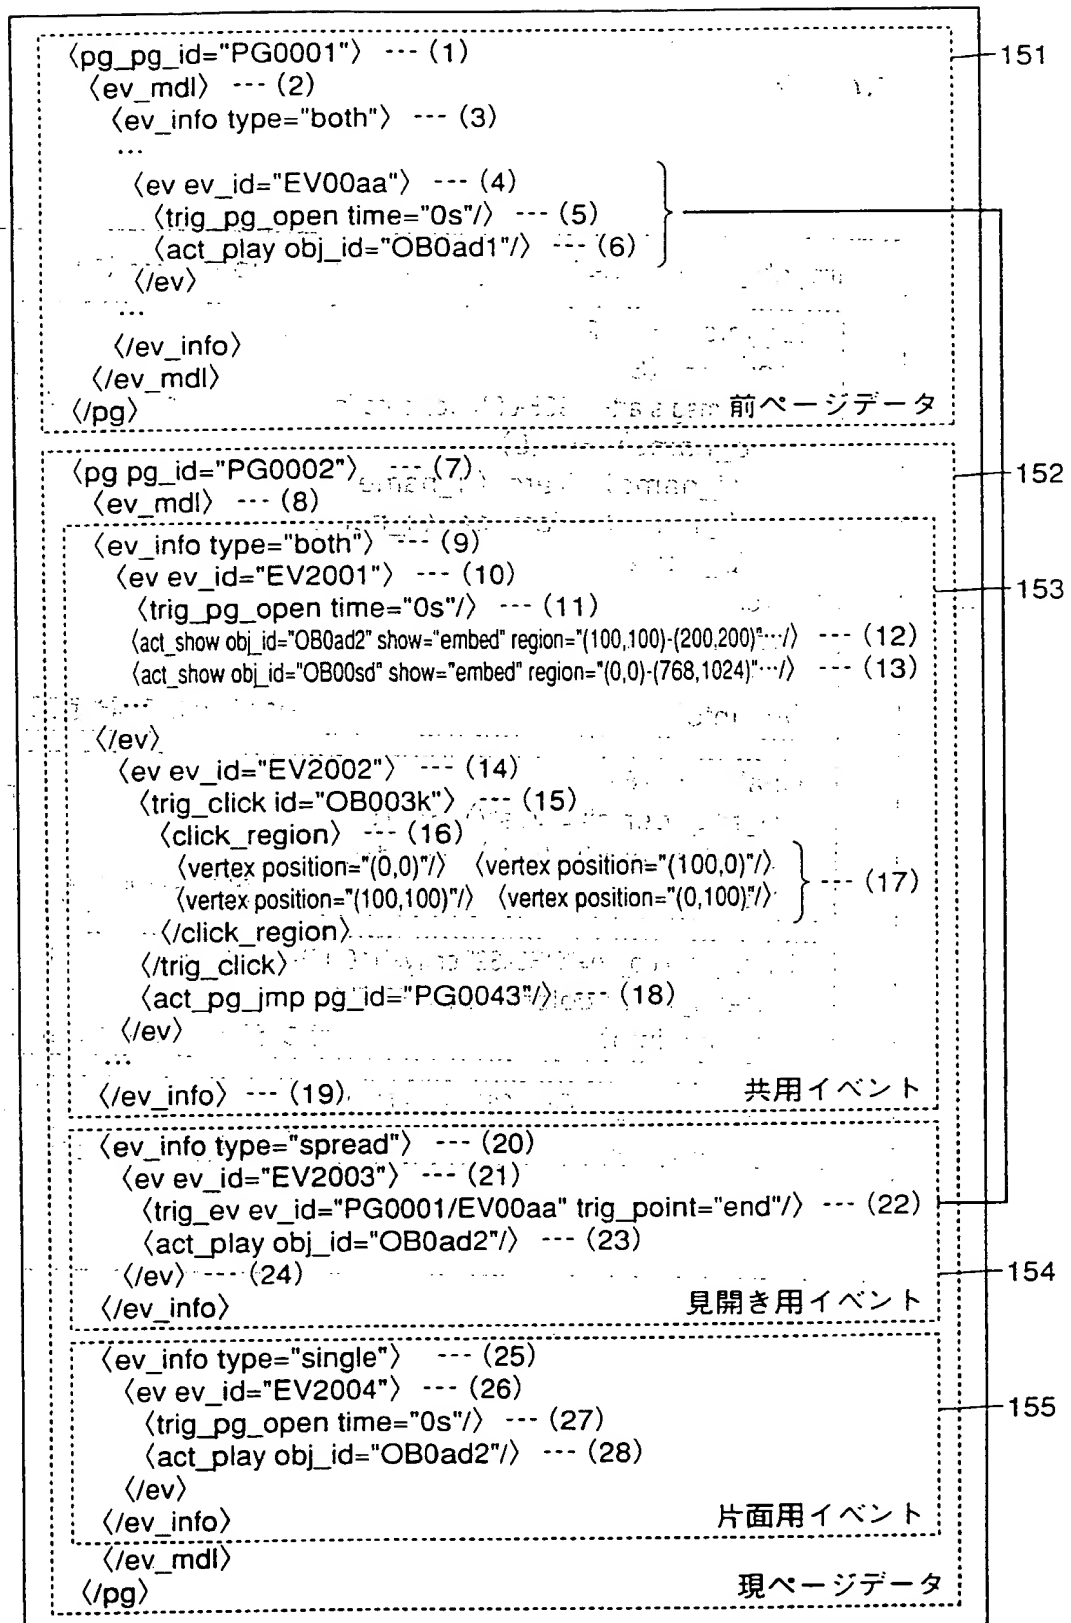 〈pg_pg_id="PG0001"〉 --- (1)
151
〈ev_mdl〉 --- (2)
〈ev_info type="both"〉 --- (3)
...
〈ev ev_id="EV00aa"〉 --- (4)
〈trig_pg_open time="0s"/〉 --- (5)
〈act_play obj_id="OB0ad1"/〉 --- (6)
〈/ev〉
...
〈/ev_info〉
〈/ev_mdl〉
〈/pg〉
前ページデータ
〈pg pg_id="PG0002"〉 --- (7)
152
〈ev_mdl〉 --- (8)
〈ev_info type="both"〉 --- (9)
〈ev ev_id="EV2001"〉 --- (10)
153
〈trig_pg_open time="0s"/〉 --- (11)
〈act_show obj_id="OB0ad2" show="embed" region="(100,100)-(200,200)"…/〉 --- (12)
〈act_show obj_id="OB00sd" show="embed" region="(0,0)-(768,1024)"…/〉 --- (13)
...
〈/ev〉
〈ev ev_id="EV2002"〉 --- (14)
〈trig_click id="OB003k"〉 --- (15)
〈click_region〉 --- (16)
〈vertex position="(0,0)"/〉 〈vertex position="(100,0)"/〉
〈vertex position="(100,100)"/〉 〈vertex position="(0,100)"/〉
--- (17)
〈/click_region〉
〈/trig_click〉
〈act_pg_jmp pg_id="PG0043"/〉 --- (18)
〈/ev〉
...
〈/ev_info〉 --- (19)
共用イベント
〈ev_info type="spread"〉 --- (20)
〈ev ev_id="EV2003"〉 --- (21)
〈trig_ev ev_id="PG0001/EV00aa" trig_point="end"/〉 --- (22)
〈act_play obj_id="OB0ad2"/〉 --- (23)
〈/ev〉 --- (24)
154
〈/ev_info〉
見開き用イベント
〈ev_info type="single"〉 --- (25)
〈ev ev_id="EV2004"〉 --- (26)
155
〈trig_pg_open time="0s"/〉 --- (27)
〈act_play obj_id="OB0ad2"/〉 --- (28)
〈/ev〉
〈/ev_info〉
片面用イベント
〈/ev_mdl〉
〈/pg〉
現ページデータ